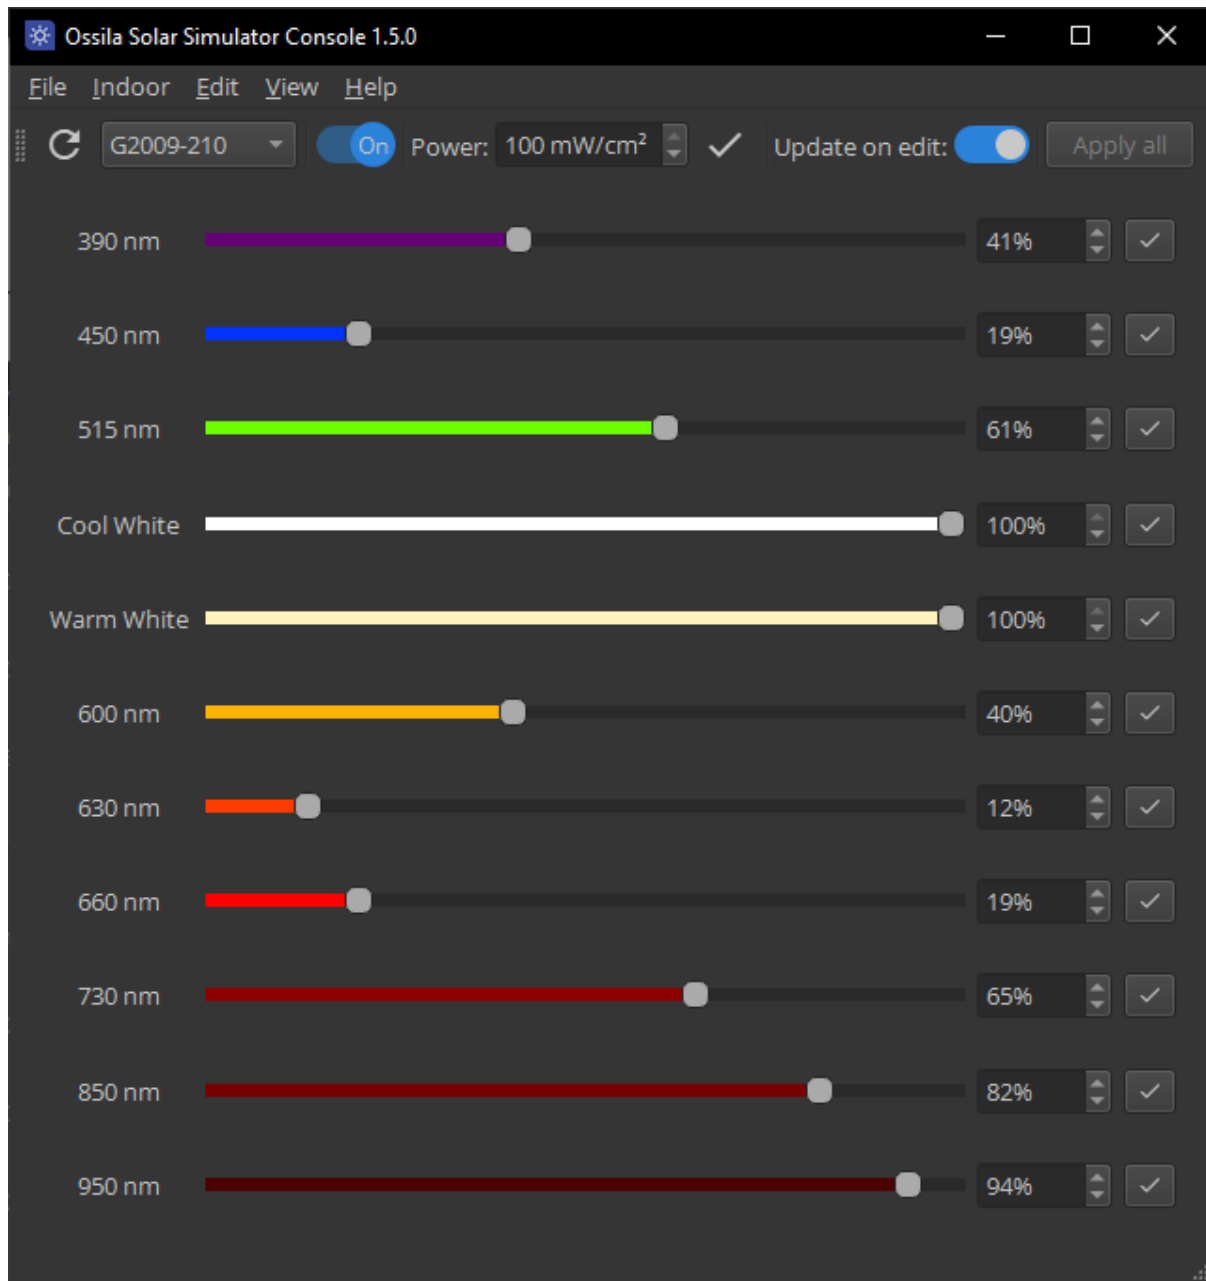 Ossila Solar Simulator Console 1.5.0
File Indoor Edit View Help
G2009-210 On Power: 100 mW/cm² Update on edit: Apply all
390 nm 41%
450 nm 19%
515 nm 61%
Cool White 100%
Warm White 100%
600 nm 40%
630 nm 12%
660 nm 19%
730 nm 65%
850 nm 82%
950 nm 94%